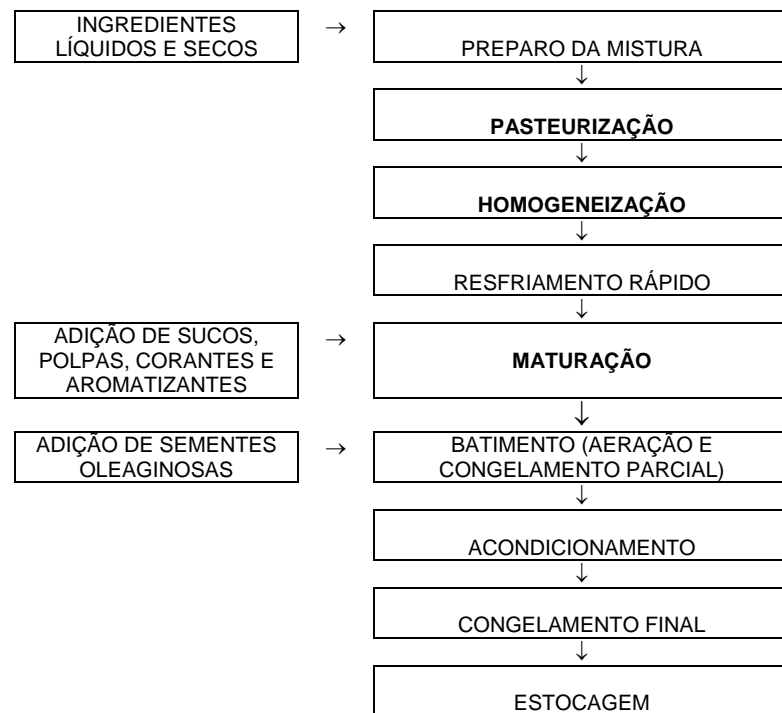 INGREDIENTES
LÍQUIDOS E SECOS
→
PREPARO DA MISTURA
↓
PASTEURIZAÇÃO
↓
HOMOGENEIZAÇÃO
↓
RESFRIAMENTO RÁPIDO
↓
ADIÇÃO DE SUCOS,
POLPAS, CORANTES E
AROMATIZANTES
→
MATURAÇÃO
↓
ADIÇÃO DE SEMENTES
OLEAGINOSAS
→
BATIMENTO (AERAÇÃO E
CONGELAMENTO PARCIAL)
↓
ACONDICIONAMENTO
↓
CONGELAMENTO FINAL
↓
ESTOCAGEM